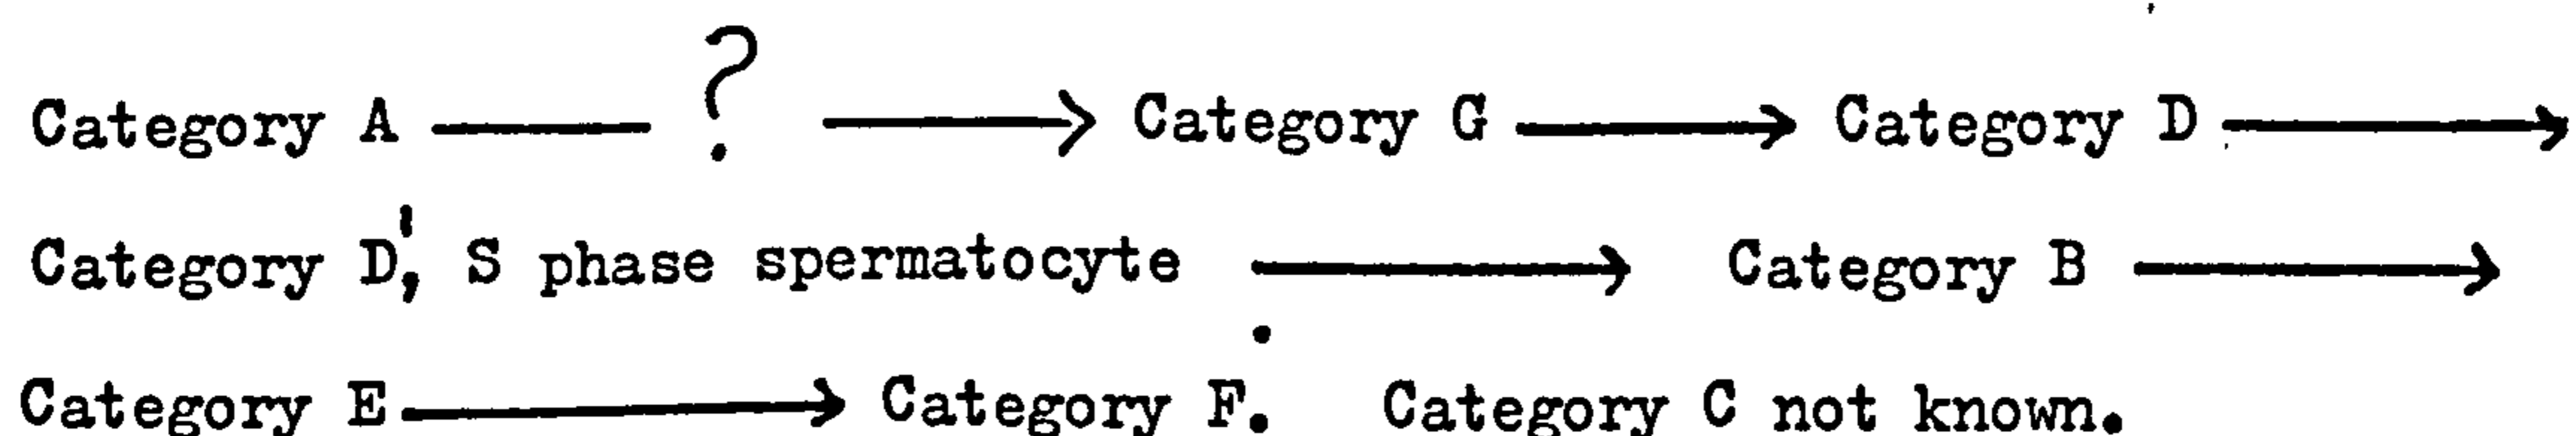 Category A ——— ? ———> Category G ———> Category D ———>
Category D', S phase spermatocyte ———> Category B ———>
Category E ———> Category F. Category C not known.